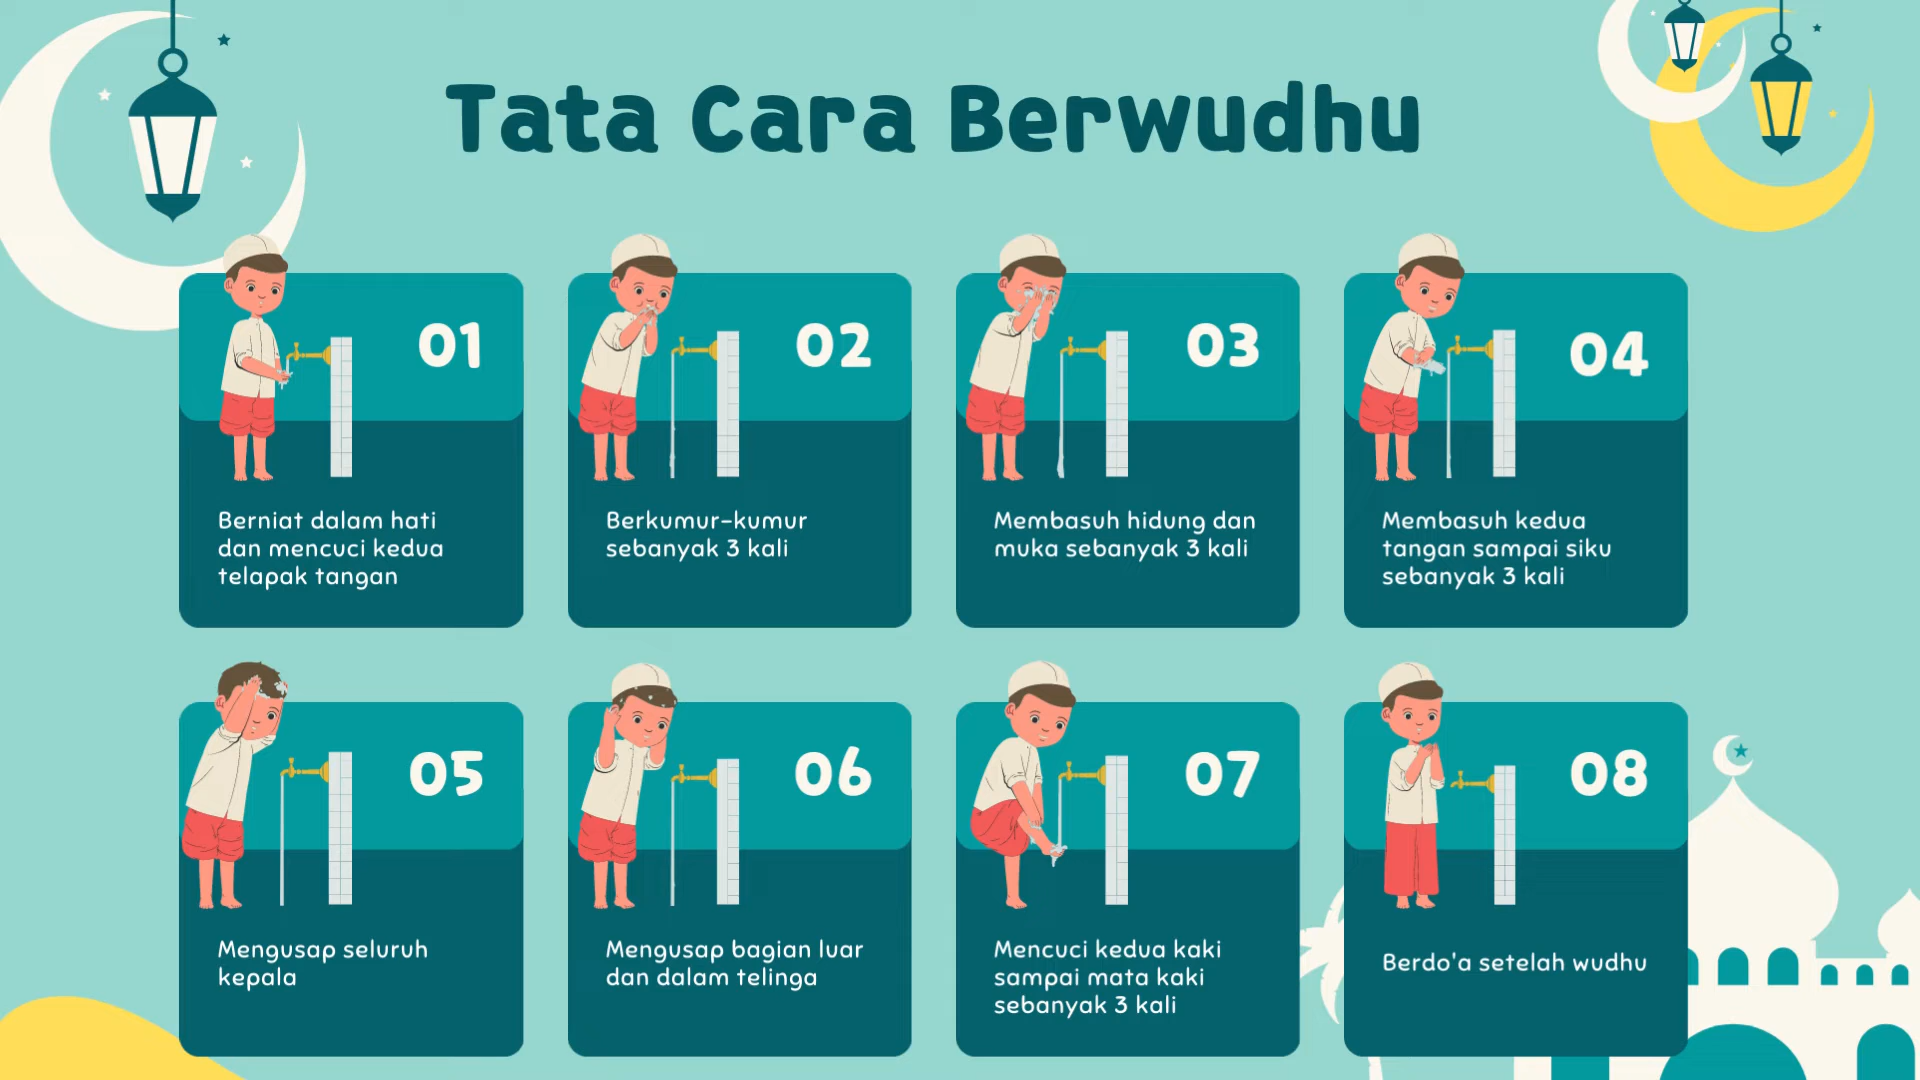 Tata Cara Berwudhu
01
Berniat dalam hati
dan mencuci kedua
telapak tangan
02
Berkumur-kumur
sebanyak 3 kali
03
Membasuh hidung dan
muka sebanyak 3 kali
04
Membasuh kedua
tangan sampai siku
sebanyak 3 kali
05
Mengusap seluruh
kepala
06
Mengusap bagian luar
dan dalam telinga
07
Mencuci kedua kaki
sampai mata kaki
sebanyak 3 kali
08
Berdo'a setelah wudhu